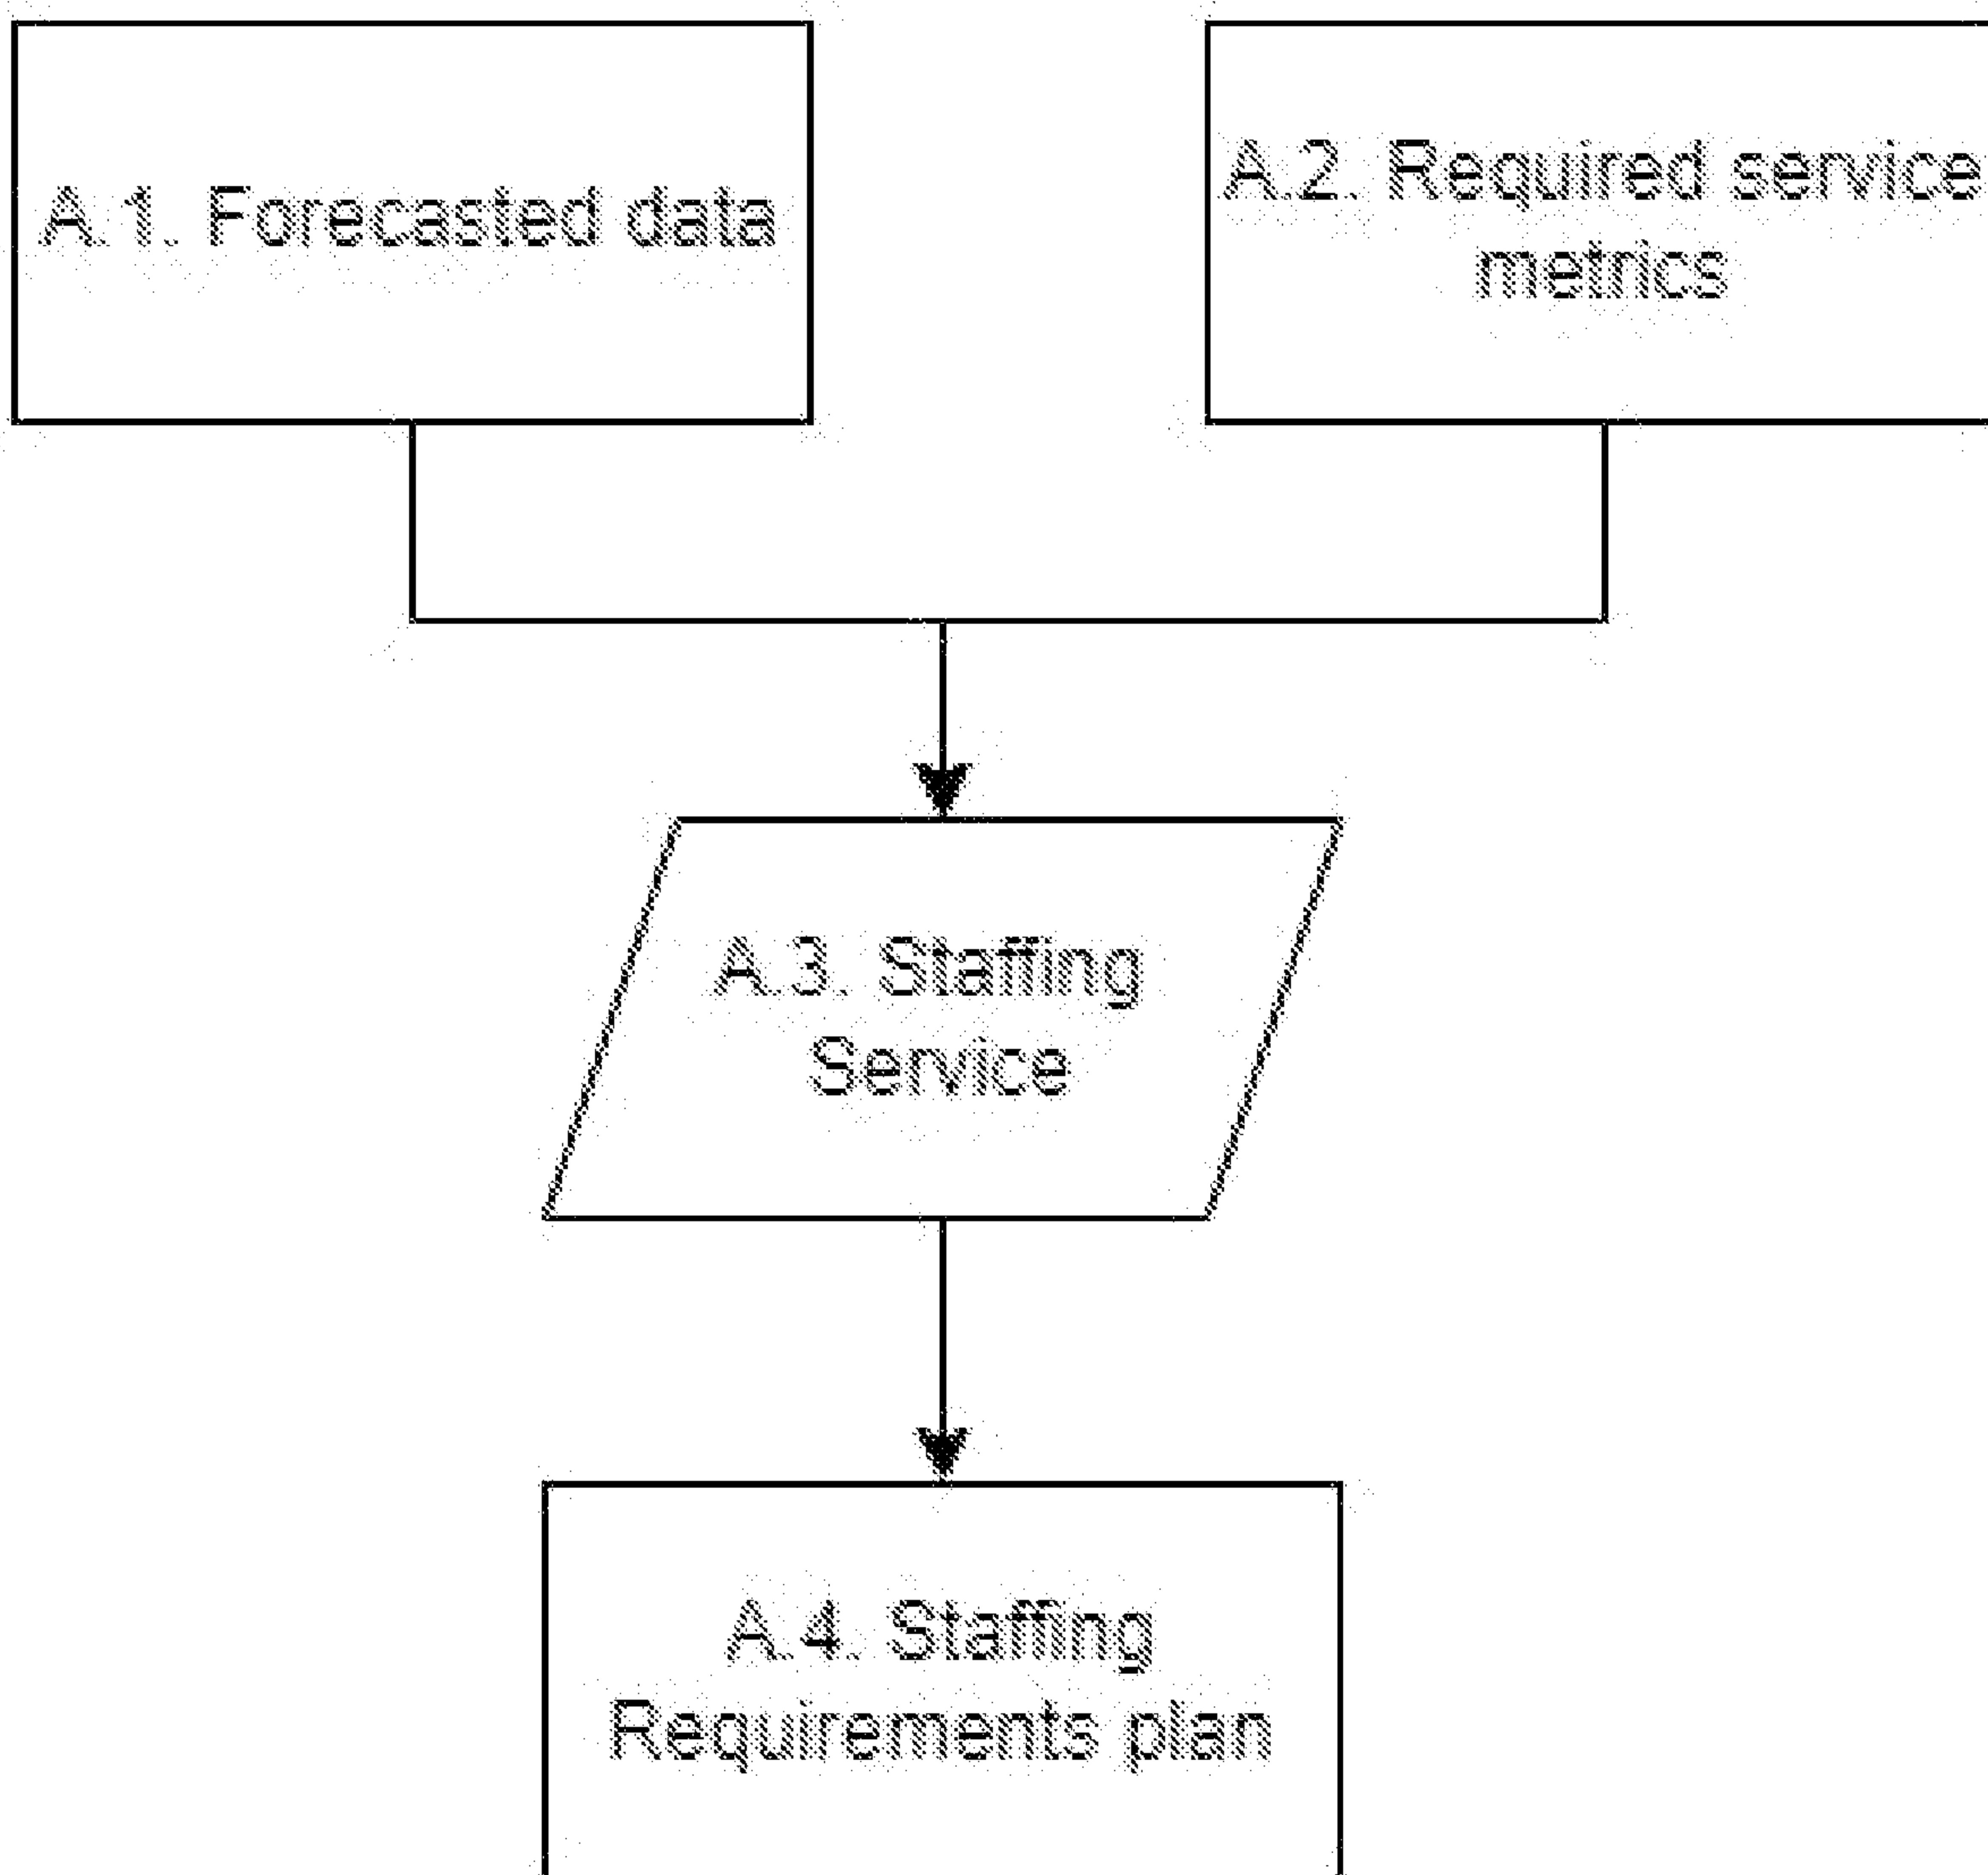 A.1. Forecasted data
A.2. Required service
metrics
A.3. Staffing
Service
A.4. Staffing
Requirements plan